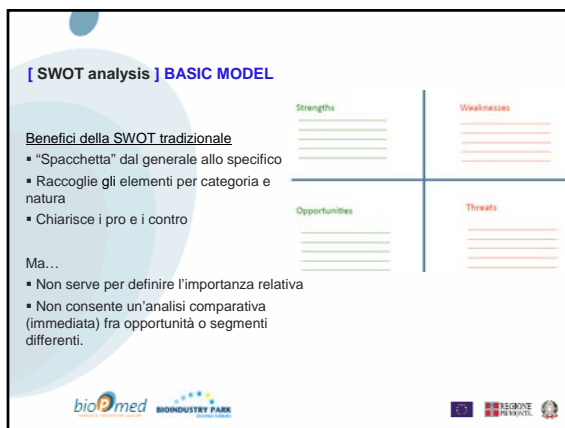 [ SWOT analysis ] BASIC MODEL
Strengths
Weaknesses
Benefici della SWOT tradizionale
▪ “Spacchetta” dal generale allo specifico
▪ Raccoglie gli elementi per categoria e
natura
▪ Chiarisce i pro e i contro
Opportunities
Threats
Ma…
▪ Non serve per definire l’importanza relativa
▪ Non consente un’analisi comparativa
(immediata) fra opportunità o segmenti
differenti.
bioPmed
BIOINDUSTRY PARK
REGIONE
PIEMONTE